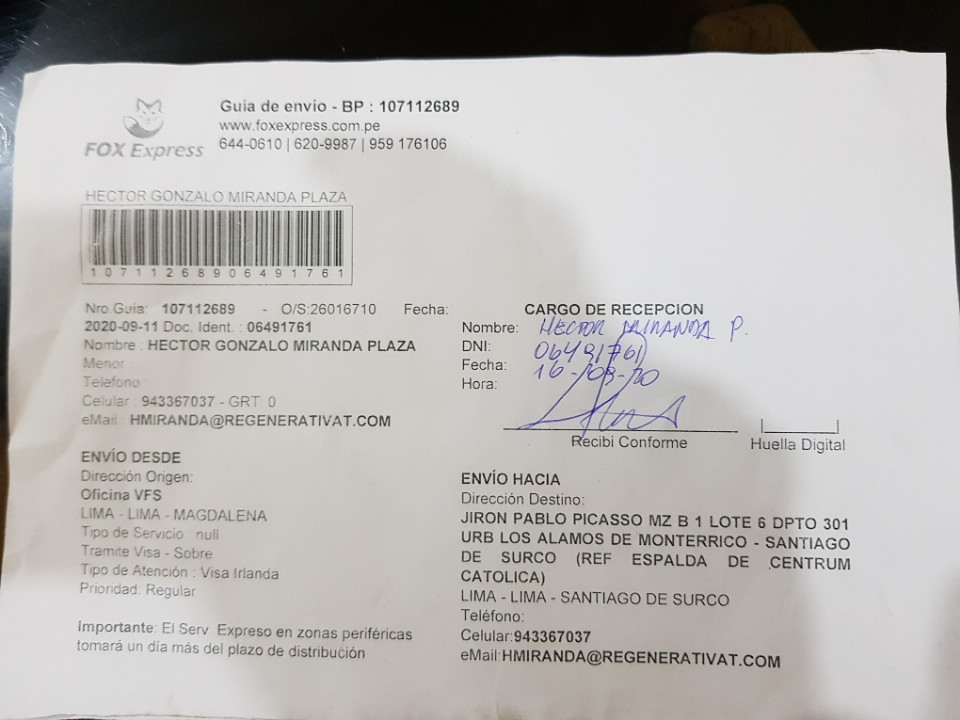 FOX Express
Guia de envio - BP : 107112689
www.foxexpress.com.pe
644-0610 | 620-9987 | 959 176106
HECTOR GONZALO MIRANDA PLAZA
10711268906491761
Nro.Guia: 107112689 - O/S:26016710 Fecha:
2020-09-11 Doc. Ident. : 06491761
Nombre : HECTOR GONZALO MIRANDA PLAZA
Menor :
Teléfono :
Celular : 943367037 - GRT: 0
eMail : HMIRANDA@REGENERATIVAT.COM
CARGO DE RECEPCION
Nombre: HECTOR MIRANDA P.
DNI: 06491761
Fecha: 16-09-20
Hora:
Recibi Conforme
Huella Digital
ENVÍO DESDE
Dirección Origen:
Oficina VFS
LIMA - LIMA - MAGDALENA
Tipo de Servicio null
Tramite Visa - Sobre
Tipo de Atención : Visa Irlanda
Prioridad: Regular
Importante: El Serv. Expreso en zonas periféricas
tomará un día más del plazo de distribución
ENVÍO HACIA
Dirección Destino:
JIRON PABLO PICASSO MZ B 1 LOTE 6 DPTO 301
URB LOS ALAMOS DE MONTERRICO - SANTIAGO
DE SURCO (REF ESPALDA DE CENTRUM
CATOLICA)
LIMA - LIMA - SANTIAGO DE SURCO
Teléfono:
Celular:943367037
eMail:HMIRANDA@REGENERATIVAT.COM